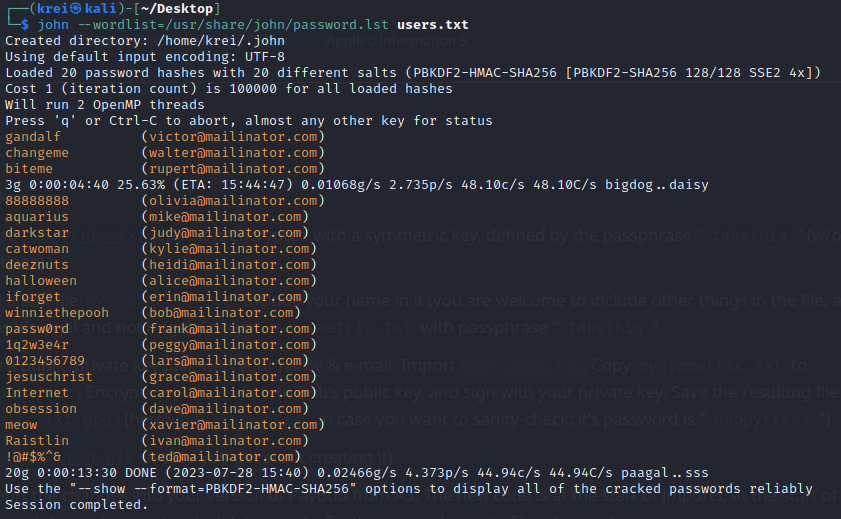 ┌──(krei㉿kali)-[~/Desktop]
└─$ john --wordlist=/usr/share/john/password.lst users.txt
Created directory: /home/krei/.john
Using default input encoding: UTF-8
Loaded 20 password hashes with 20 different salts (PBKDF2-HMAC-SHA256 [PBKDF2-SHA256 128/128 SSE2 4x])
Cost 1 (iteration count) is 100000 for all loaded hashes
Will run 2 OpenMP threads
Press 'q' or Ctrl-C to abort, almost any other key for status
gandalf (victor@mailinator.com)
changeme (walter@mailinator.com)
biteme (rupert@mailinator.com)
3g 0:00:04:40 25.63% (ETA: 15:44:47) 0.01068g/s 2.735p/s 48.10c/s 48.10C/s bigdog..daisy
88888888 (olivia@mailinator.com)
aquarius (mike@mailinator.com)
darkstar (judy@mailinator.com)
catwoman (kylie@mailinator.com)
deeznuts (heidi@mailinator.com)
halloween (alice@mailinator.com)
iforget (erin@mailinator.com)
winniethepooh (bob@mailinator.com)
passw0rd (frank@mailinator.com)
1q2w3e4r (peggy@mailinator.com)
0123456789 (lars@mailinator.com)
jesuschrist (grace@mailinator.com)
Internet (carol@mailinator.com)
obsession (dave@mailinator.com)
meow (xavier@mailinator.com)
Raistlin (ivan@mailinator.com)
!@#$%^& (ted@mailinator.com)
20g 0:00:13:30 DONE (2023-07-28 15:40) 0.02466g/s 4.373p/s 44.94c/s 44.94C/s paagal..sss
Use the "--show --format=PBKDF2-HMAC-SHA256" options to display all of the cracked passwords reliably
Session completed.